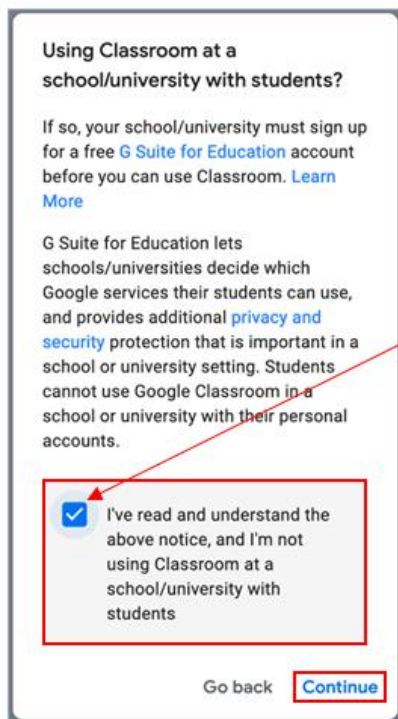 Using Classroom at a
school/university with students?
If so, your school/university must sign up
for a free G Suite for Education account
before you can use Classroom. Learn
More
G Suite for Education lets
schools/universities decide which
Google services their students can use,
and provides additional privacy and
security protection that is important in a
school or university setting. Students
cannot use Google Classroom in a
school or university with their personal
accounts.
I've read and understand the
above notice, and I'm not
using Classroom at a
school/university with
students
Go back Continue